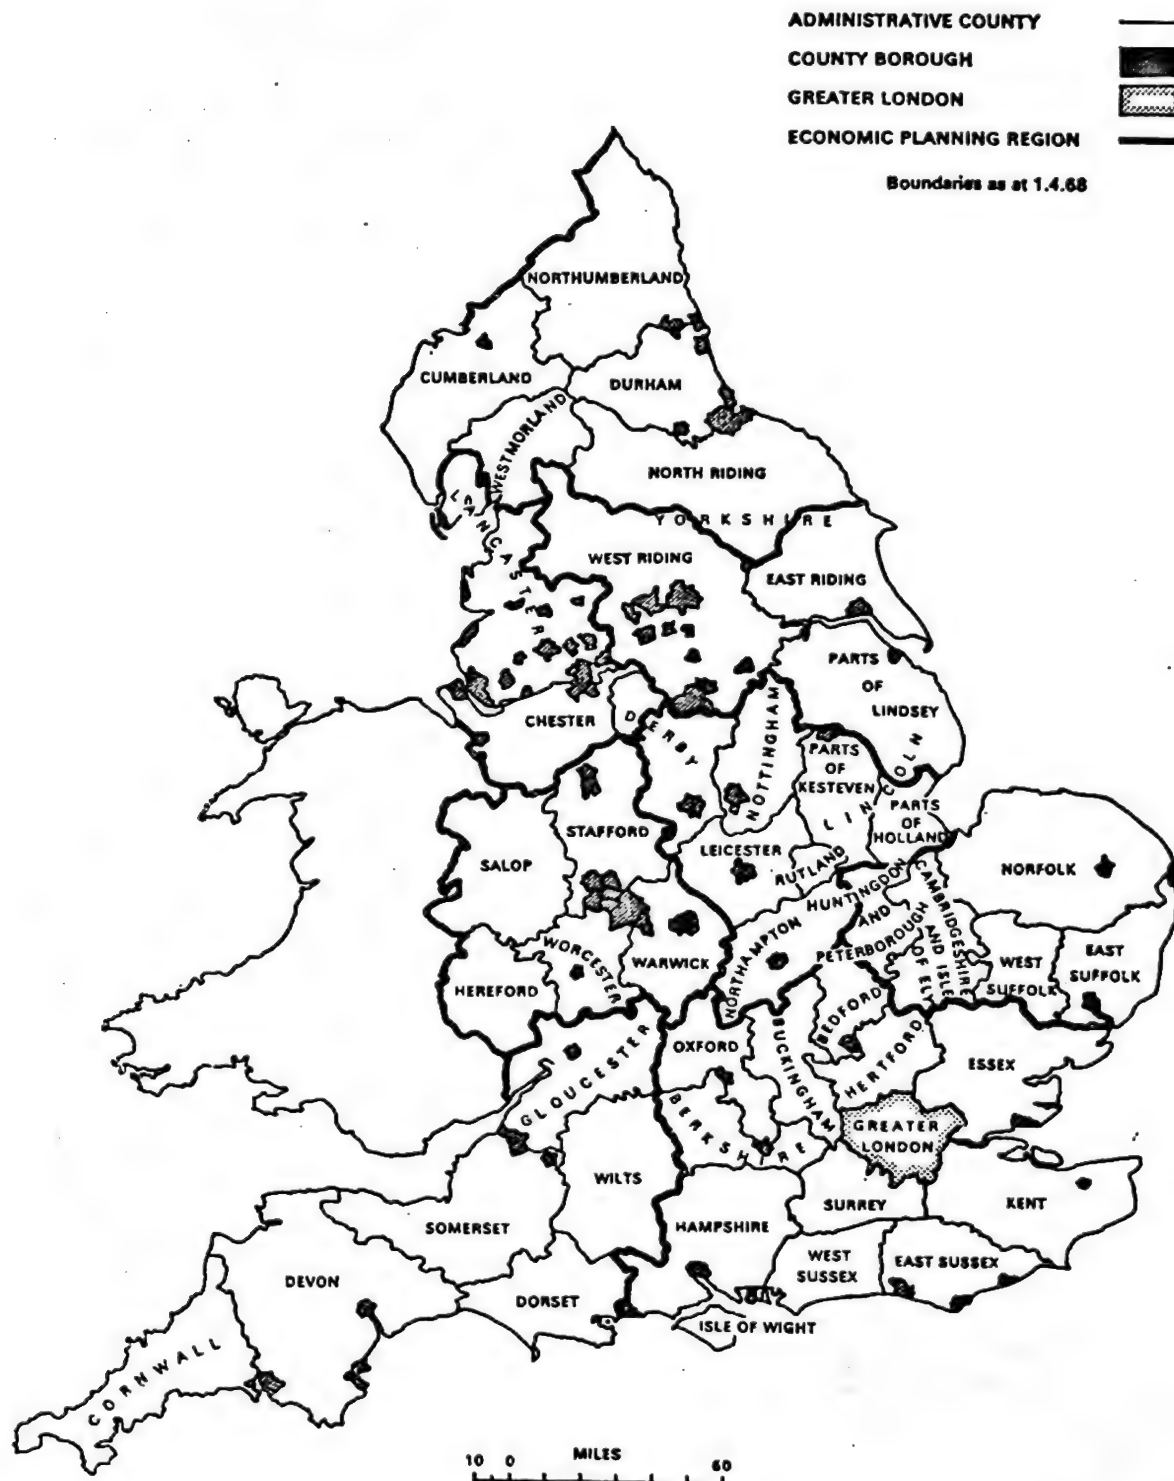 ADMINISTRATIVE COUNTY
COUNTY BOROUGH
GREATER LONDON
ECONOMIC PLANNING REGION
Boundaries as at 1.4.68
NORTHUMBERLAND
CUMBERLAND
DURHAM
WESTMORLAND
NORTH RIDING
YORKSHIRE
LANCASTER
WEST RIDING
EAST RIDING
PARTS
OF
LINDSEY
CHESTER
DERBY
NOTTINGHAM
PARTS
OF
KESTEVEN
LINCOLN
PARTS
OF
HOLLAND
STAFFORD
SALOP
LEICESTER
RUTLAND
NORFOLK
HUNTINGDON
AND
PETERBOROUGH
CAMBRIDGESHIRE
AND ISLE
OF ELY
NORTHAMPTON
WORCESTER
WARWICK
HEREFORD
WEST
SUFFOLK
EAST
SUFFOLK
BEDFORD
BUCKINGHAM
OXFORD
HERTFORD
ESSEX
GLOUCESTER
BERKSHIRE
GREATER
LONDON
WILTS
SURREY
KENT
SOMERSET
HAMPSHIRE
WEST
SUSSEX
EAST SUSSEX
DEVON
DORSET
ISLE OF WIGHT
CORNWALL
MILES
10 0 60